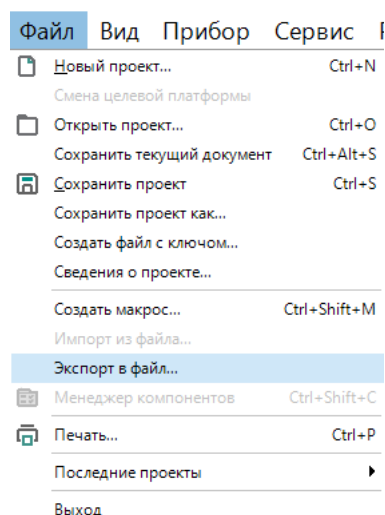 Файл Вид Прибор Сервис
Новый проект... Ctrl+N
Смена целевой платформы
Открыть проект... Ctrl+O
Сохранить текущий документ Ctrl+Alt+S
Сохранить проект Ctrl+S
Сохранить проект как...
Создать файл с ключом...
Сведения о проекте...
Создать макрос... Ctrl+Shift+M
Импорт из файла...
Экспорт в файл...
Менеджер компонентов Ctrl+Shift+C
Печать... Ctrl+P
Последние проекты
Выход